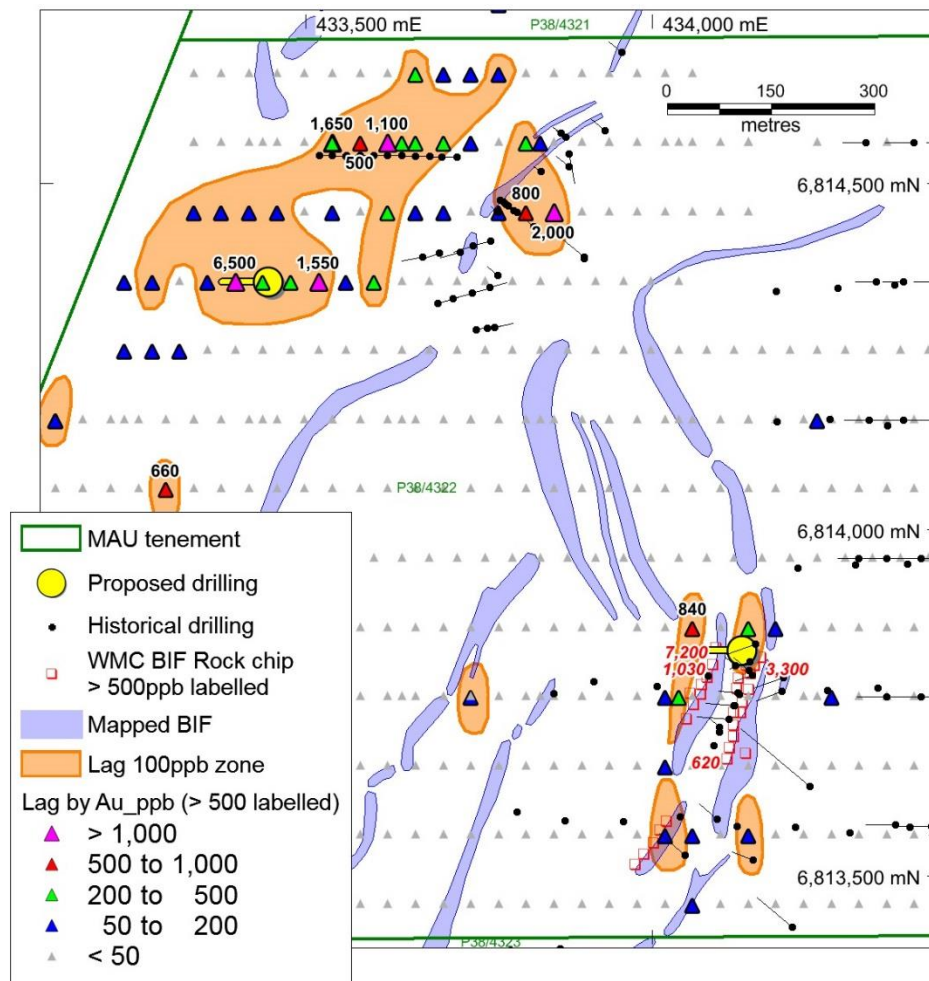 P38/4321
433,500 mE
434,000 mE
0 150 300
metres
1,650 1,100
500
6,814,500 mN
800
2,000
6,500 1,550
660
P38/4322
6,814,000 mN
840
7,200
1,030 3,300
620
6,813,500 mN
P38/4323
MAU tenement
Proposed drilling
Historical drilling
WMC BIF Rock chip
> 500ppb labelled
Mapped BIF
Lag 100ppb zone
Lag by Au_ppb (> 500 labelled)
> 1,000
500 to 1,000
200 to 500
50 to 200
< 50